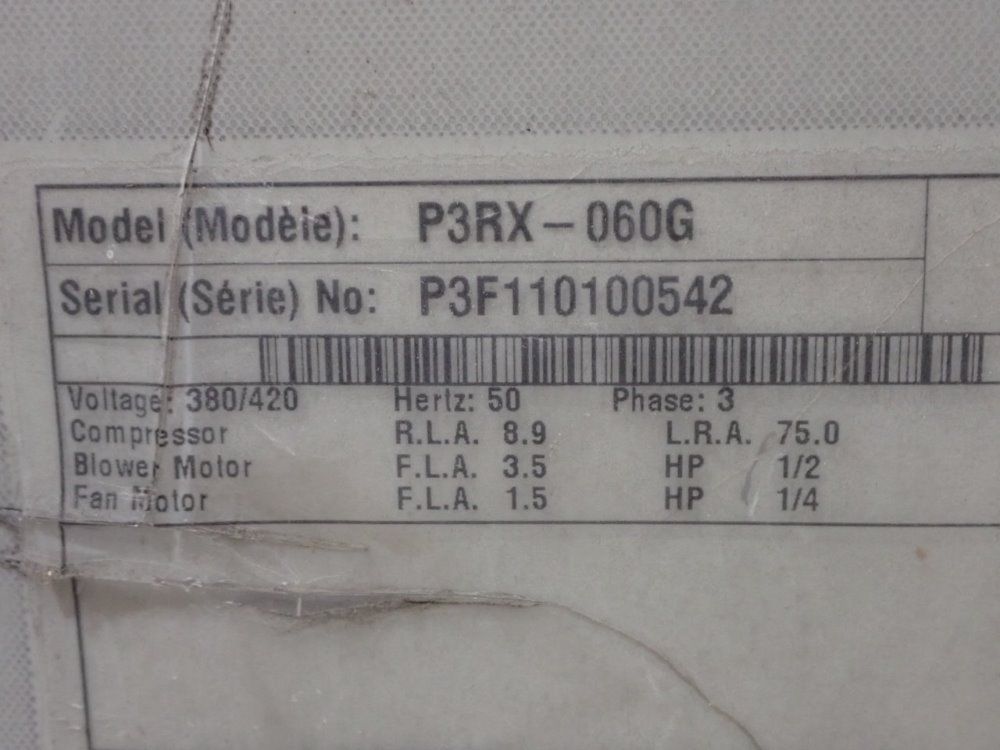 Model (Modèle): P3RX-060G
Serial (Série) No: P3F110100542
Voltage: 380/420 Hertz: 50 Phase: 3
Compressor R.L.A. 8.9 L.R.A. 75.0
Blower Motor F.L.A. 3.5 HP 1/2
Fan Motor F.L.A. 1.5 HP 1/4